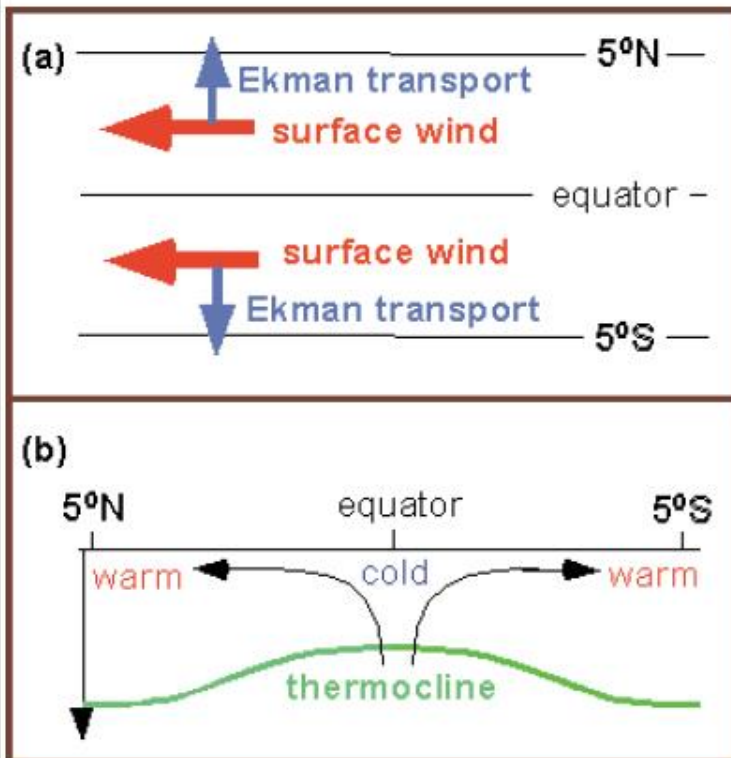 (a)
5ºN
Ekman transport
surface wind
equator
surface wind
Ekman transport
5ºS
(b)
5ºN equator 5ºS
warm cold warm
thermocline